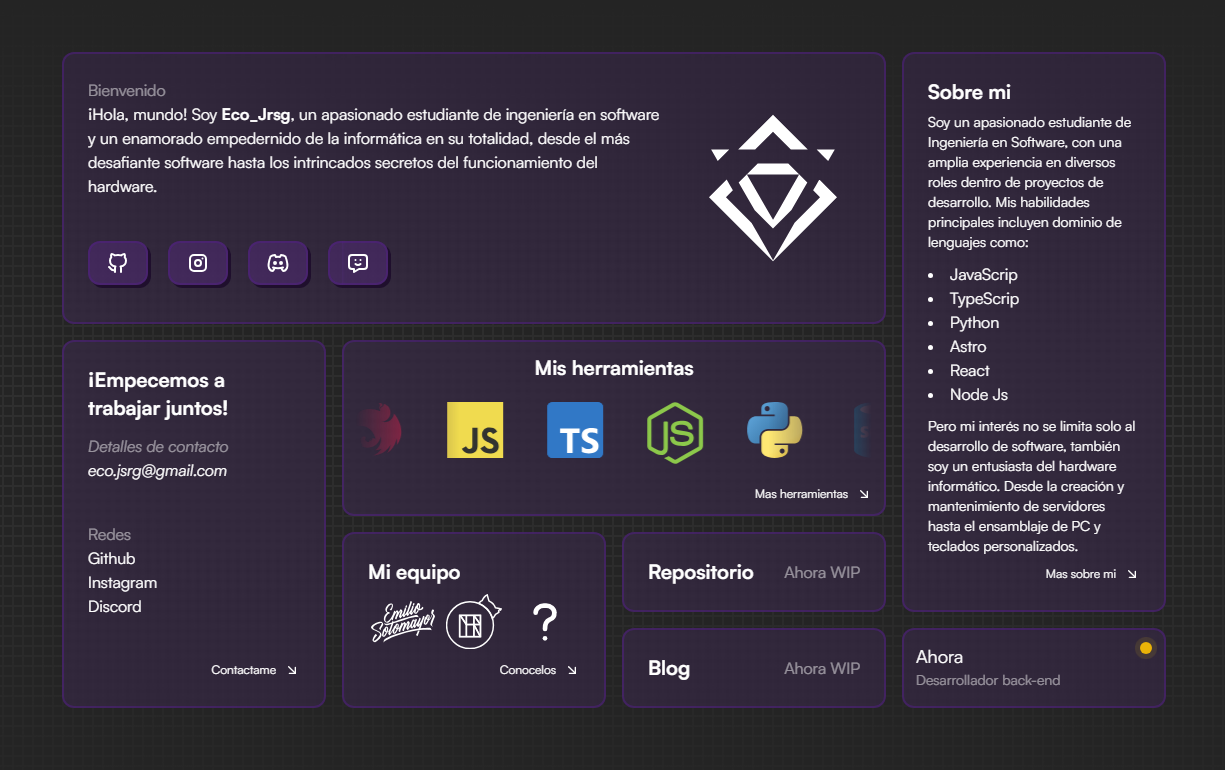 Bienvenido
¡Hola, mundo! Soy Eco_Jrsg, un apasionado estudiante de ingeniería en software
y un enamorado empedernido de la informática en su totalidad, desde el más
desafiante software hasta los intrincados secretos del funcionamiento del
hardware.
Sobre mi
Soy un apasionado estudiante de
Ingeniería en Software, con una
amplia experiencia en diversos
roles dentro de proyectos de
desarrollo. Mis habilidades
principales incluyen dominio de
lenguajes como:
• JavaScrip
• TypeScrip
• Python
• Astro
• React
• Node Js
Pero mi interés no se limita solo al
desarrollo de software, también
soy un entusiasta del hardware
informático. Desde la creación y
mantenimiento de servidores
hasta el ensamblaje de PC y
teclados personalizados.
Mas sobre mi
¡Empecemos a
trabajar juntos!
Detalles de contacto
eco.jsrg@gmail.com
Redes
Github
Instagram
Discord
Contactame
Mis herramientas
JS
TS
JS
Mas herramientas
Mi equipo
Emilio
Sotomayor
?
Conocelos
Repositorio
Ahora WIP
Blog
Ahora WIP
Ahora
Desarrollador back-end